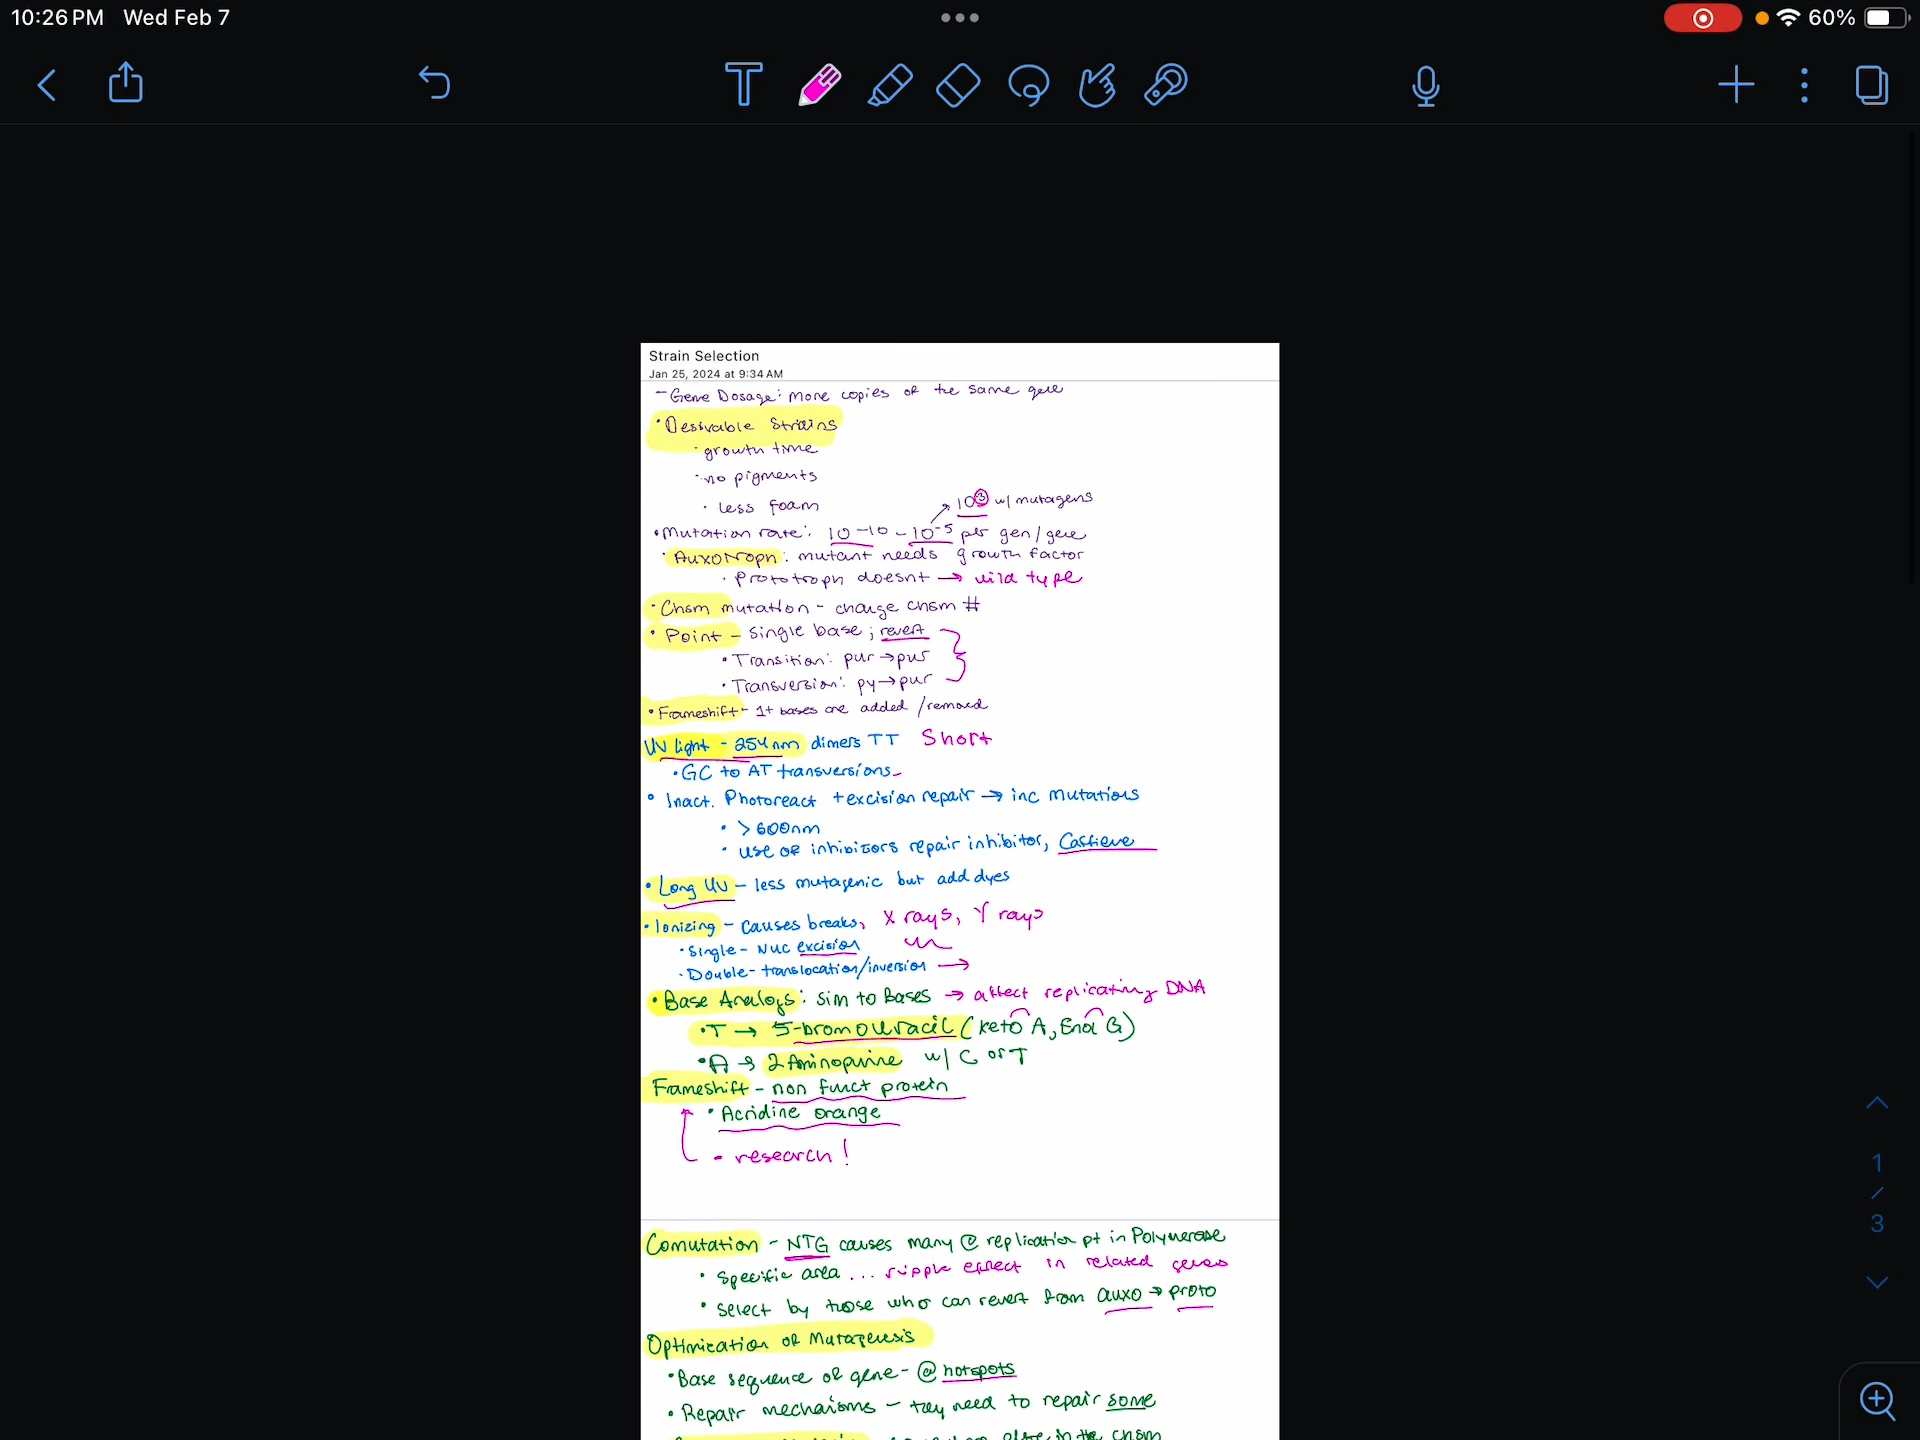 10:26 PM Wed Feb 7
60%
Strain Selection
Jan 25, 2024 at 9:34 AM
- Gene Dosage: more copies of the same gene
• Desirable Strains
· growth time
· no pigments
· less foam
10³ w/ mutagens
• Mutation rate: 10⁻¹⁰ - 10⁻⁵ per gen/gene
· Auxotroph: mutant needs growth factor
· Prototroph doesnt → wild type
· Chsm mutation - change chsm #
• Point - single base; revert
• Transition: pur → pur
• Transversion: py → pur
• Frameshift - 1+ bases are added/removed
UV light - 254nm dimers TT Short
• GC to AT transversions
• Inact. Photoreact + excision repair → inc mutations
• >600nm
• use of inhibitors repair inhibitor, Caffiene
• Long UV - less mutagenic but add dyes
• Ionizing - causes breaks, X rays, γ rays
• Single - Nuc excision
· Double - translocation/inversion →
• Base Analogs: sim to Bases → affect replicating DNA
• T → 5-bromouracil (keto A, Enol G)
• A → 2 Aminopurine w/ C or T
Frameshift - non funct protein
• Acridine orange
• research!
Comutation - NTG causes many @ replication pt in Polymerase
• specific area ... ripple effect in related genes
• select by those who can revert from auxo → proto
Optimization of Mutagenesis
• Base sequence of gene - @ hotspots
• Repair mechaisms - they need to repair some
in the chsm
1
/
3